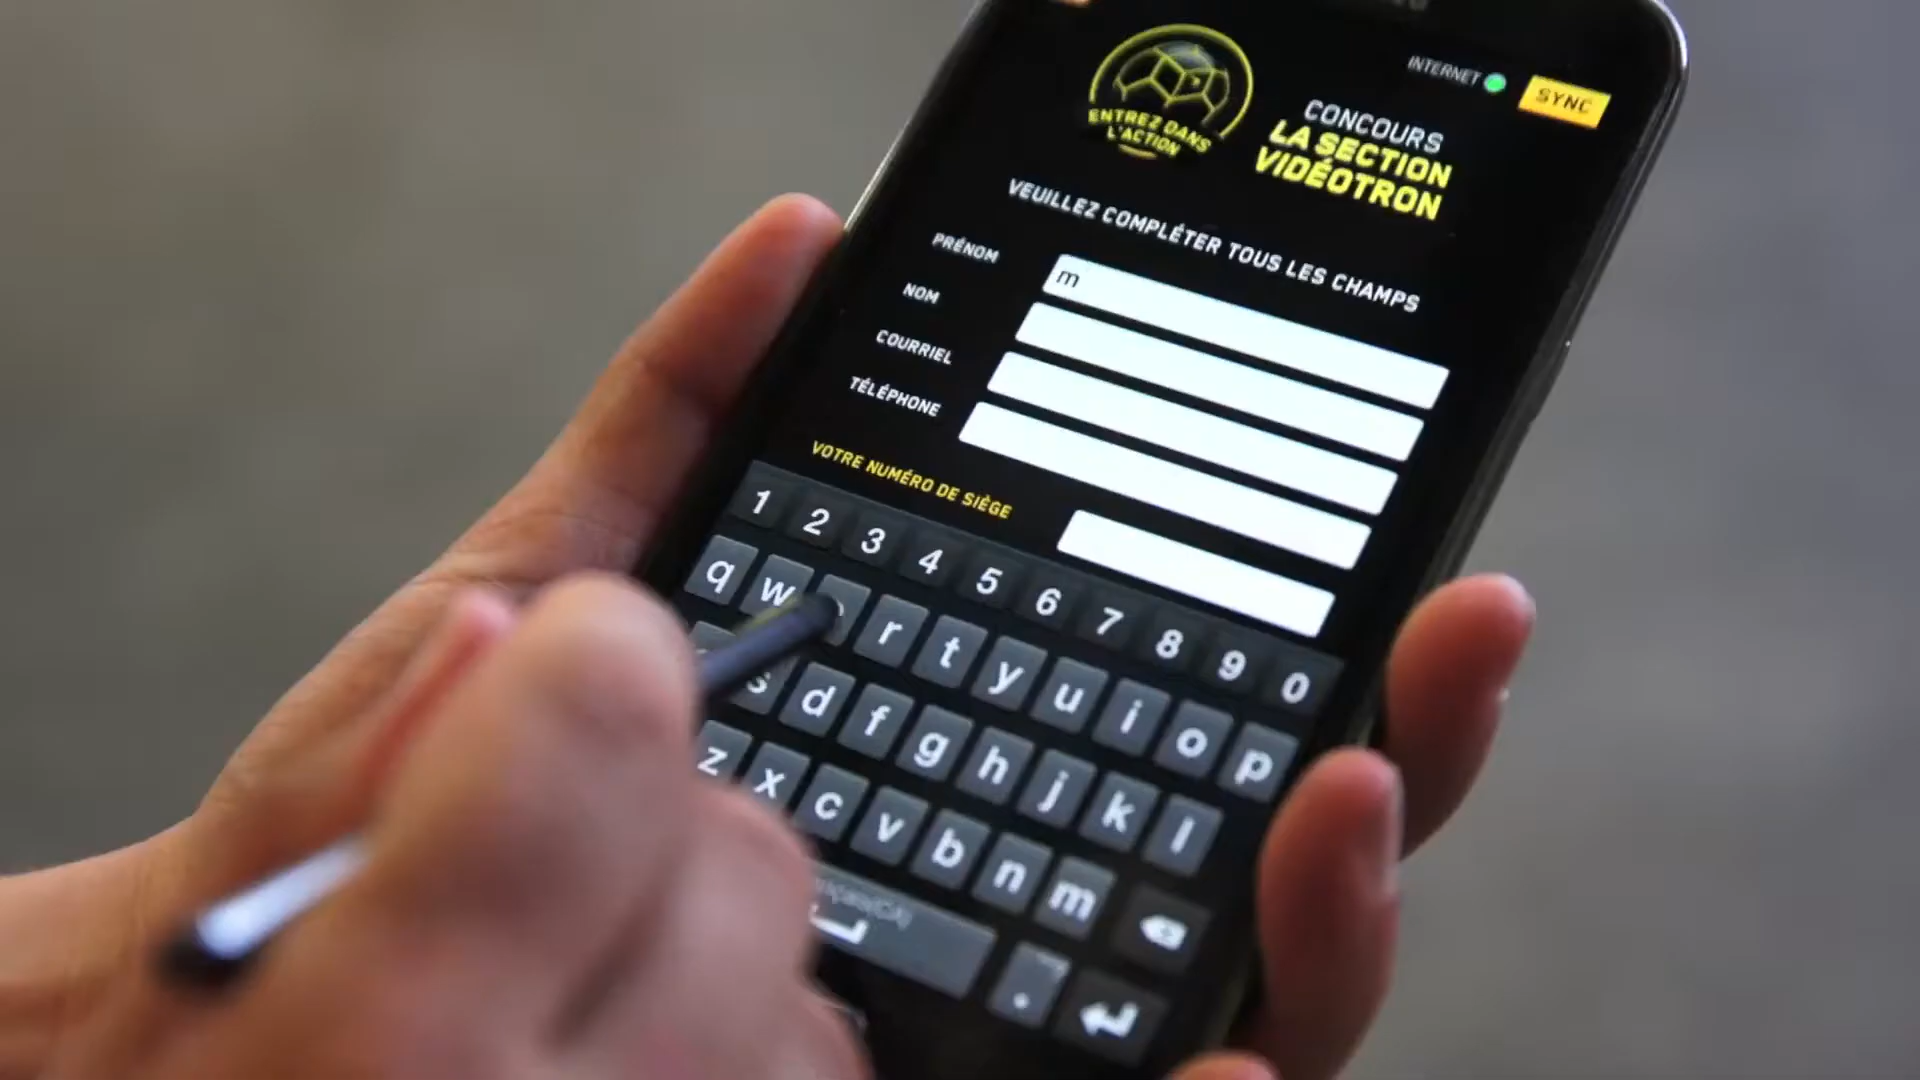 ENTREZ DANS
L'ACTION
INTERNET
SYNC
CONCOURS
LA SECTION
VIDÉOTRON
VEUILLEZ COMPLÉTER TOUS LES CHAMPS
PRÉNOM
m
NOM
COURRIEL
TÉLÉPHONE
VOTRE NUMÉRO DE SIÈGE
1 2 3 4 5 6 7 8 9 0
q w r t y u i o p
s d f g h j k l
z x c v b n m
.